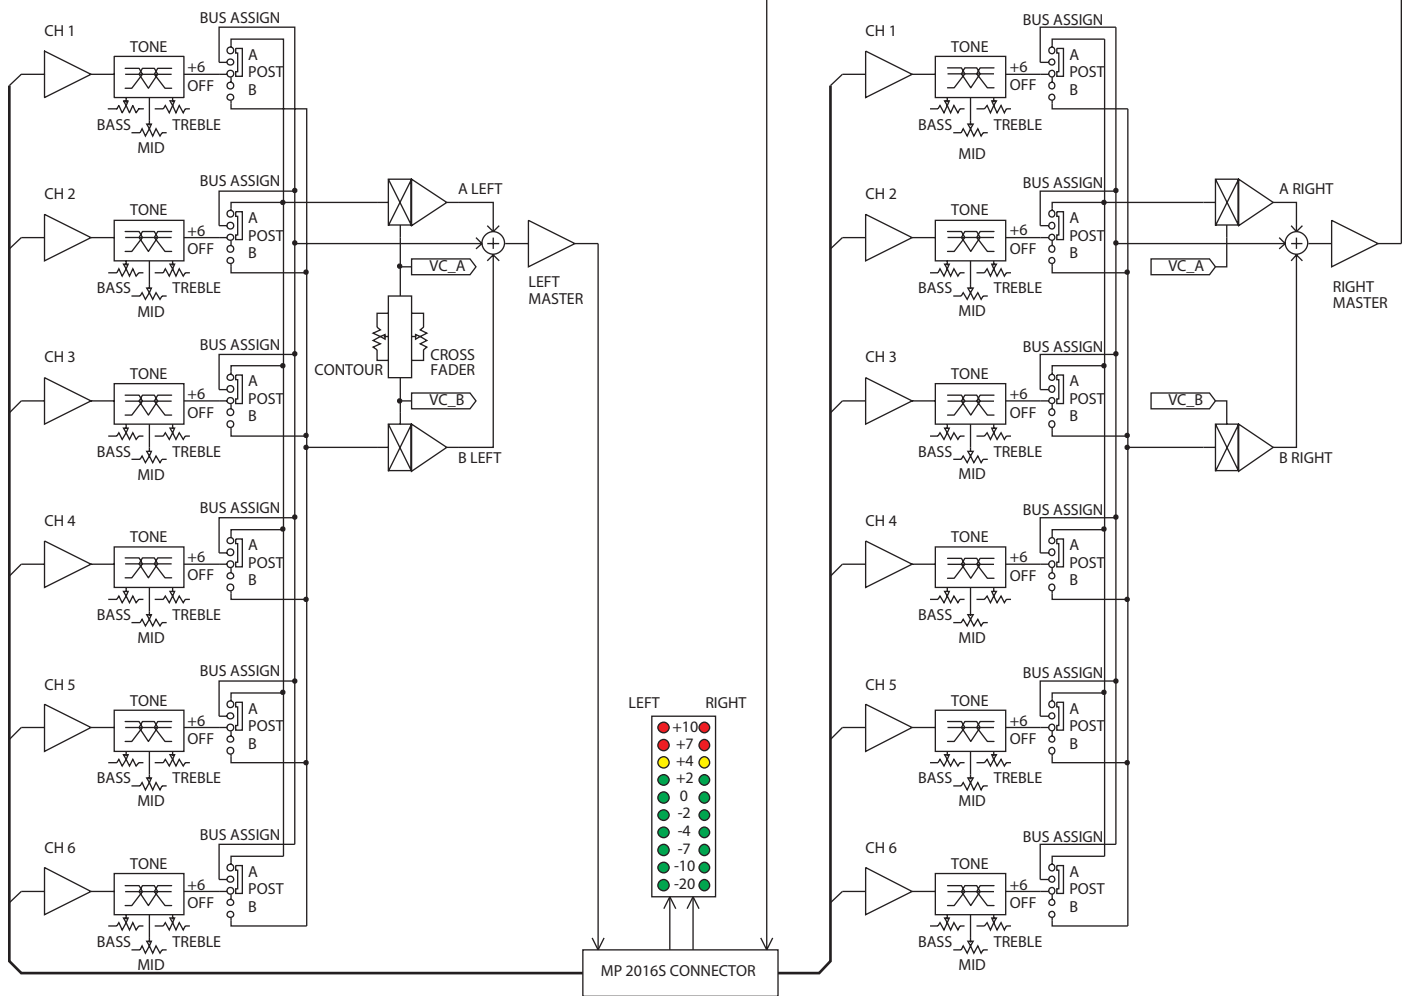 BUS ASSIGN
CH 1
TONE
+6
OFF
A
POST
B
BASS
TREBLE
MID
BUS ASSIGN
CH 2
TONE
+6
OFF
A
POST
B
BASS
TREBLE
MID
BUS ASSIGN
CH 3
TONE
+6
OFF
A
POST
B
BASS
TREBLE
MID
BUS ASSIGN
CH 4
TONE
+6
OFF
A
POST
B
BASS
TREBLE
MID
BUS ASSIGN
CH 5
TONE
+6
OFF
A
POST
B
BASS
TREBLE
MID
BUS ASSIGN
CH 6
TONE
+6
OFF
A
POST
B
BASS
TREBLE
MID
A LEFT
VC_A
LEFT
MASTER
CONTOUR
CROSS
FADER
VC_B
B LEFT
LEFT
RIGHT
+10
+7
+4
+2
0
-2
-4
-7
-10
-20
MP 2016S CONNECTOR
BUS ASSIGN
CH 1
TONE
+6
OFF
A
POST
B
BASS
TREBLE
MID
BUS ASSIGN
CH 2
TONE
+6
OFF
A
POST
B
BASS
TREBLE
MID
BUS ASSIGN
CH 3
TONE
+6
OFF
A
POST
B
BASS
TREBLE
MID
BUS ASSIGN
CH 4
TONE
+6
OFF
A
POST
B
BASS
TREBLE
MID
BUS ASSIGN
CH 5
TONE
+6
OFF
A
POST
B
BASS
TREBLE
MID
BUS ASSIGN
CH 6
TONE
+6
OFF
A
POST
B
BASS
TREBLE
MID
A RIGHT
VC_A
RIGHT
MASTER
VC_B
B RIGHT